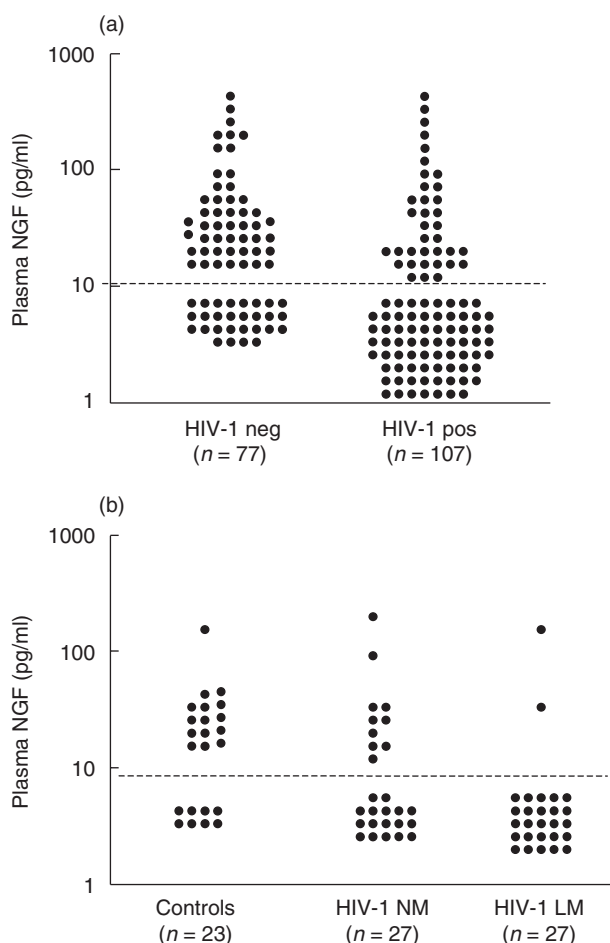 (a)
1000
100
10
1
Plasma NGF (pg/ml)
HIV-1 neg
(n = 77)
HIV-1 pos
(n = 107)
(b)
1000
100
10
1
Plasma NGF (pg/ml)
Controls
(n = 23)
HIV-1 NM
(n = 27)
HIV-1 LM
(n = 27)